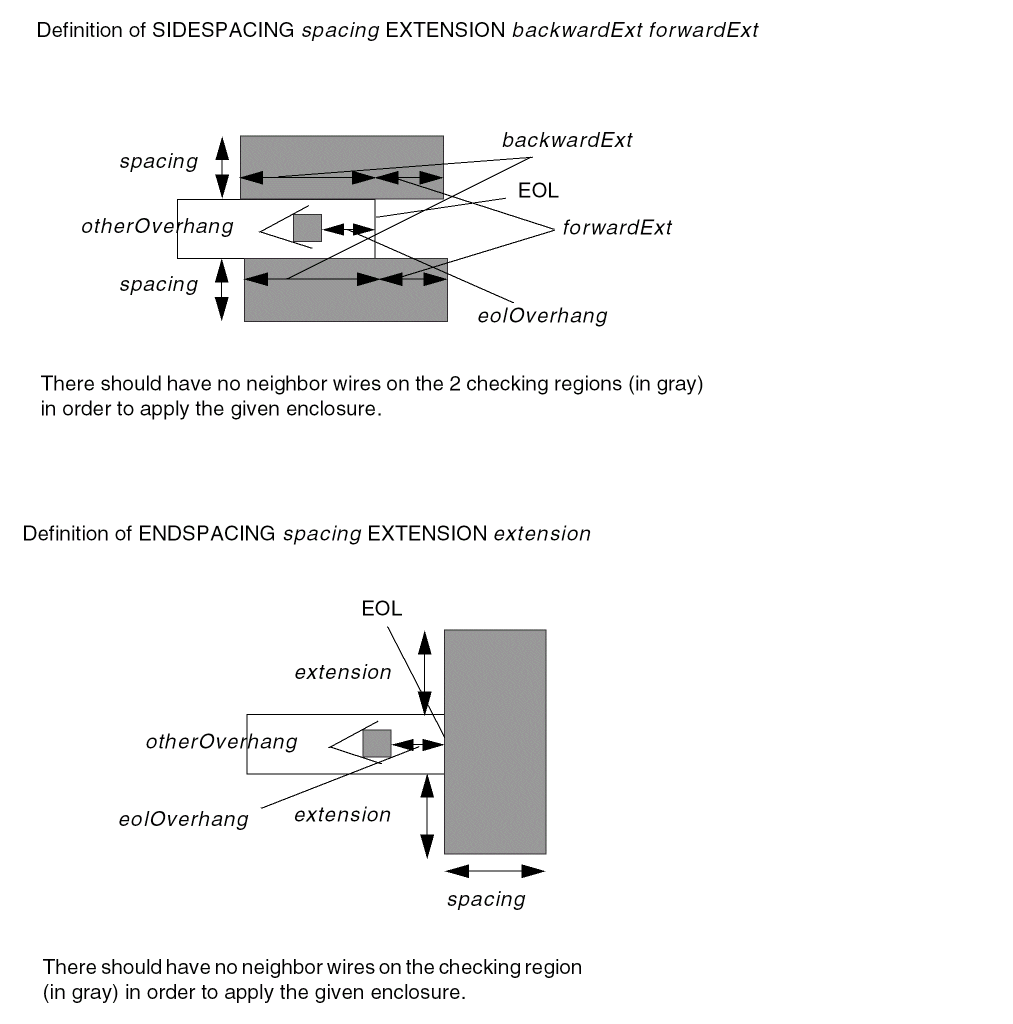 Definition of SIDESPACING spacing EXTENSION backwardExt forwardExt
backwardExt
spacing
EOL
otherOverhang
forwardExt
spacing
eolOverhang
There should have no neighbor wires on the 2 checking regions (in gray)
in order to apply the given enclosure.
Definition of ENDSPACING spacing EXTENSION extension
EOL
extension
otherOverhang
extension
eolOverhang
spacing
There should have no neighbor wires on the checking region
(in gray) in order to apply the given enclosure.